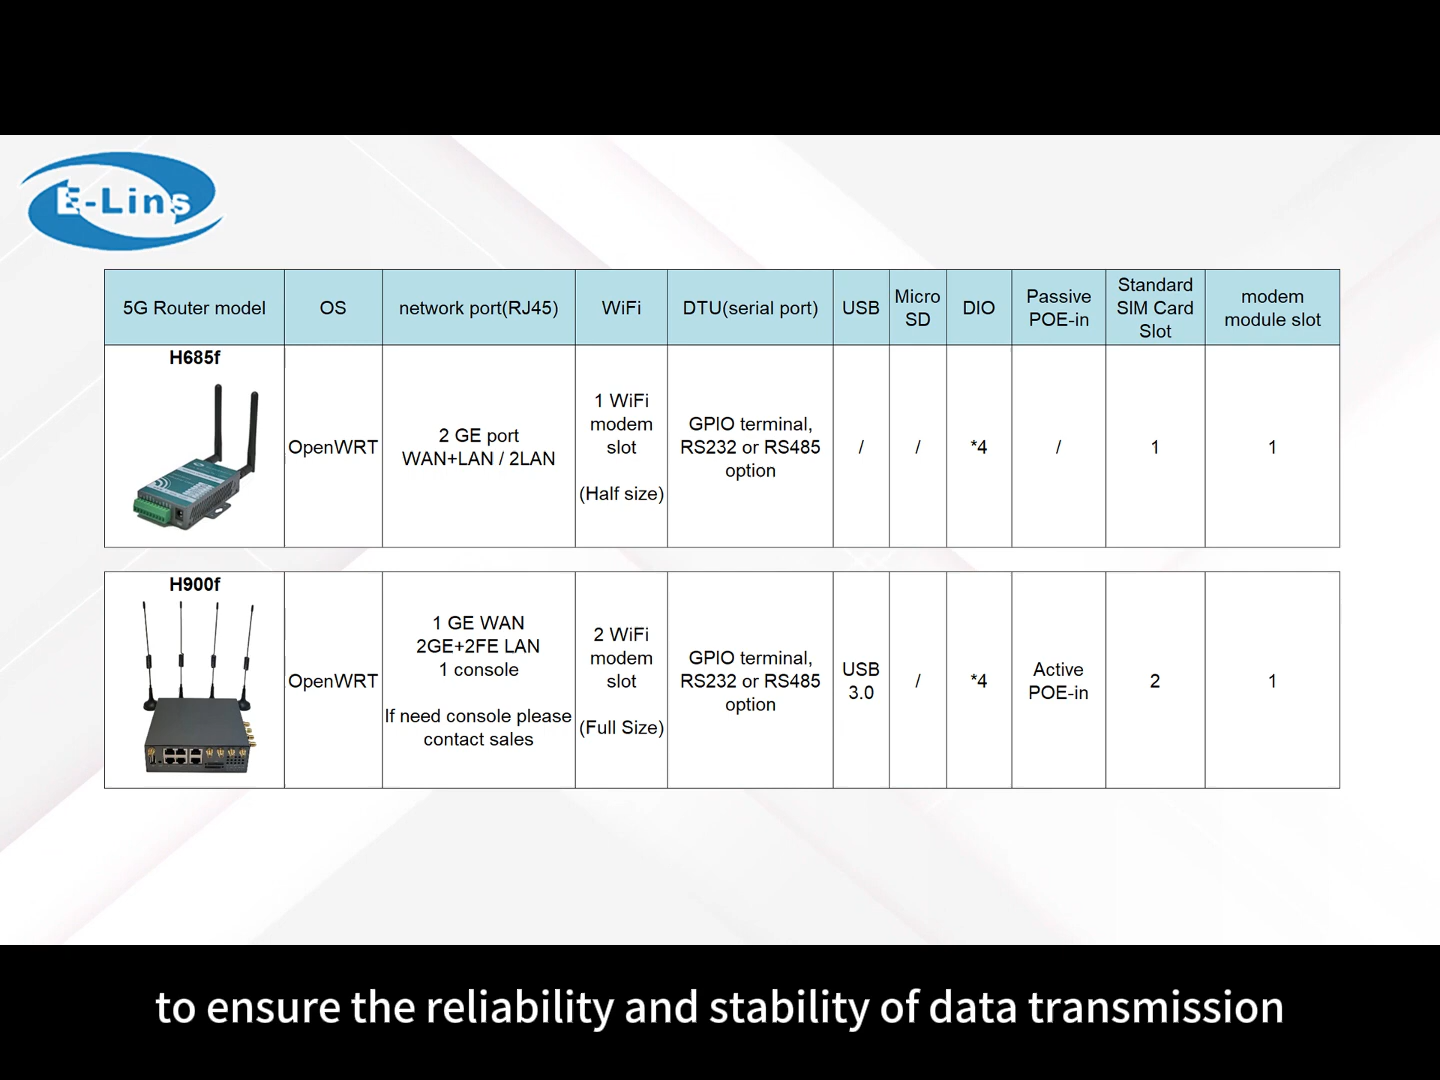 E-Lins
5G Router model
OS
network port(RJ45)
WiFi
DTU(serial port)
USB
Micro
SD
DIO
Passive
POE-in
Standard
SIM Card
Slot
modem
module slot
H685f
OpenWRT
2 GE port
WAN+LAN / 2LAN
1 WiFi
modem
slot
(Half size)
GPIO terminal,
RS232 or RS485
option
/
/
*4
/
1
1
H900f
OpenWRT
1 GE WAN
2GE+2FE LAN
1 console
If need console please
contact sales
2 WiFi
modem
slot
(Full Size)
GPIO terminal,
RS232 or RS485
option
USB
3.0
/
*4
Active
POE-in
2
1
to ensure the reliability and stability of data transmission